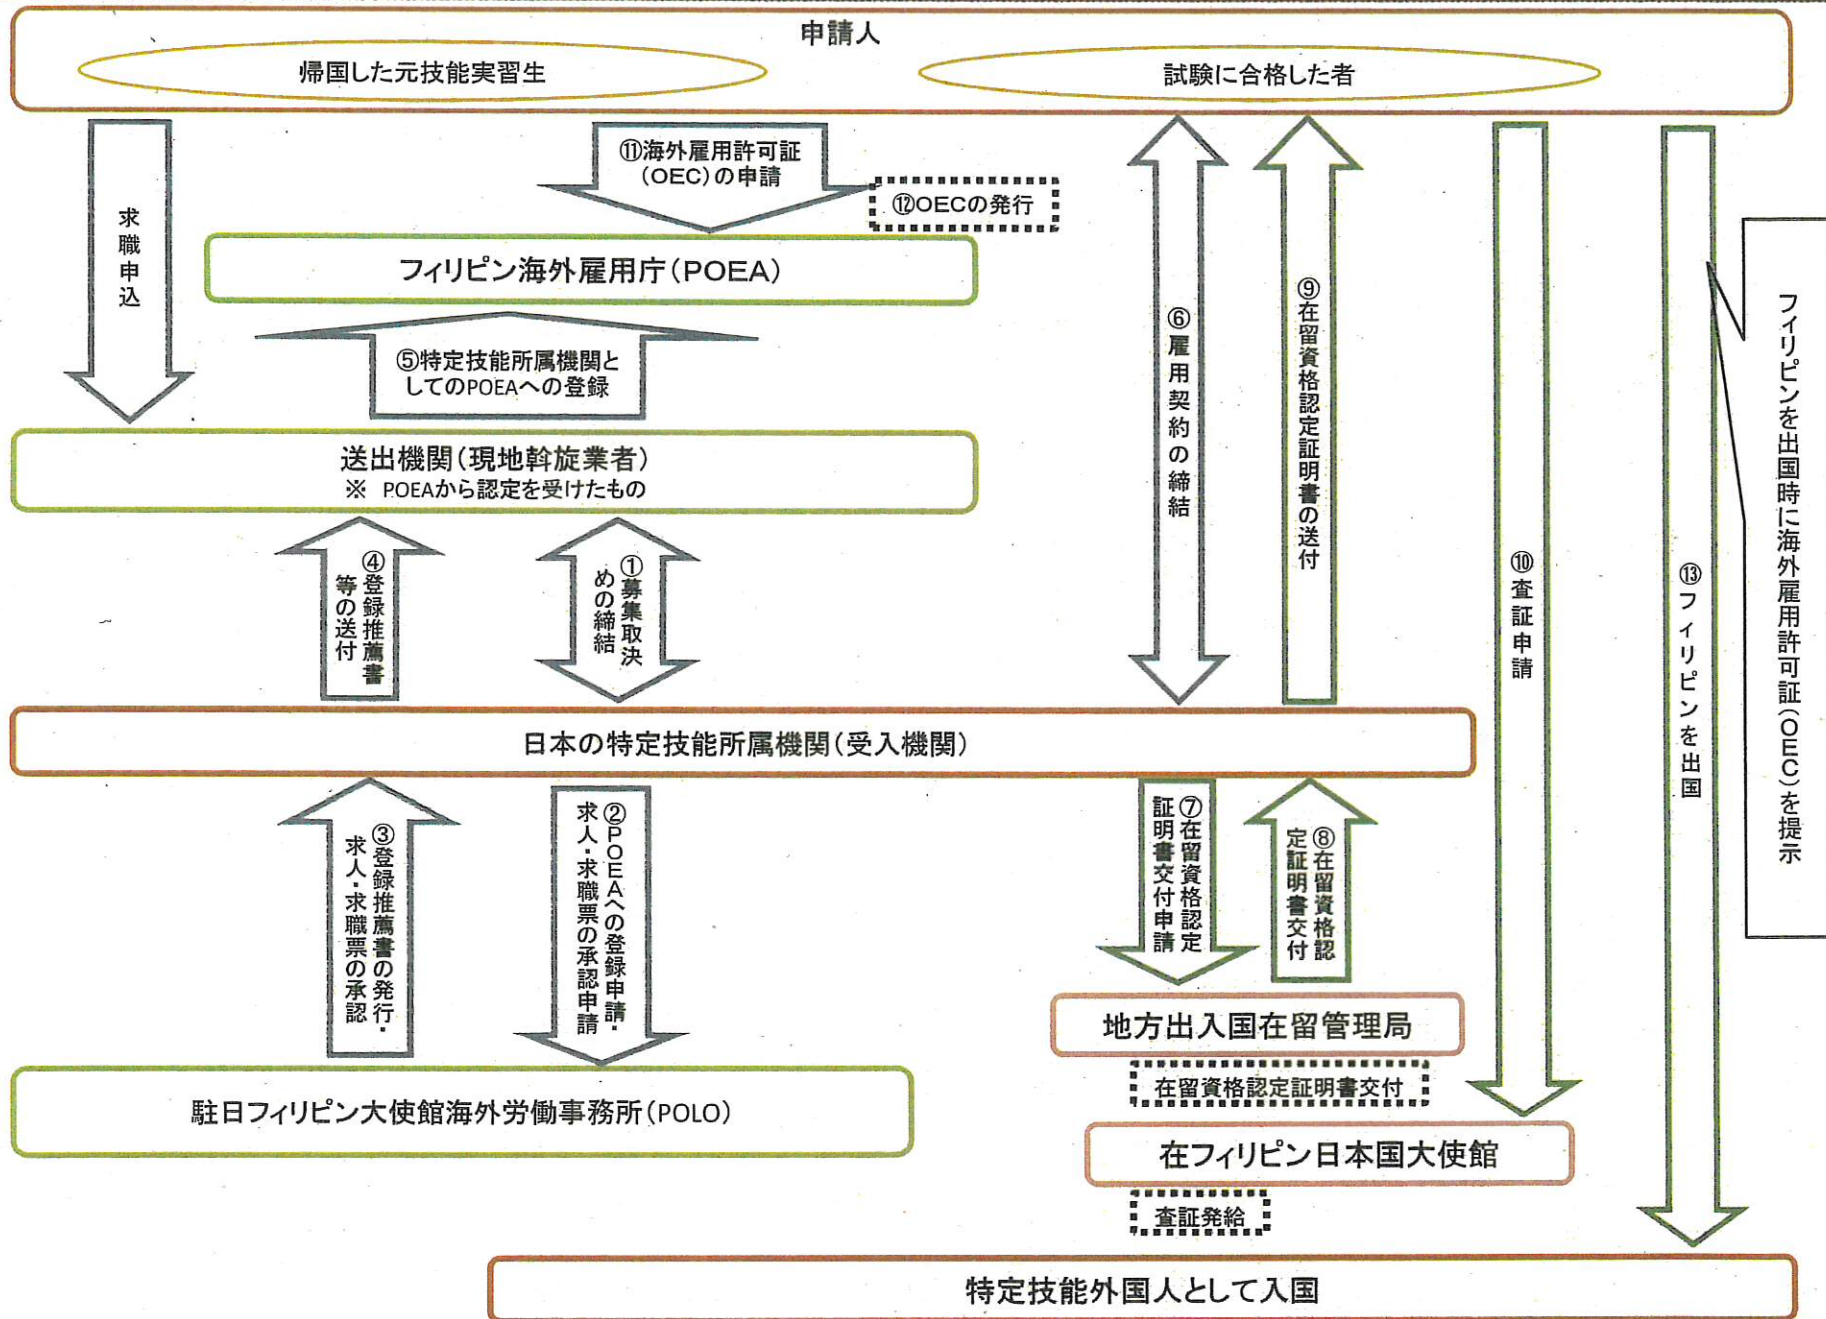 申請人
帰国した元技能実習生
試験に合格した者
⑪海外雇用許可証
(OEC)の申請
⑫OECの発行
求職申込
フィリピン海外雇用庁(POEA)
⑤特定技能所属機関と
してのPOEAへの登録
送出機関(現地斡旋業者)
※ POEAから認定を受けたもの
④登録推薦書
等の送付
①募集取決
めの締結
⑥雇用契約の締結
⑨在留資格認定証明書の送付
⑩査証申請
⑬フィリピンを出国
フィリピンを出国時に海外雇用許可証(OEC)を提示
日本の特定技能所属機関(受入機関)
③登録推薦書の発行・
求人・求職票の承認
②POEAへの登録申請・
求人・求職票の承認申請
⑦在留資格認定
証明書交付申請
⑧在留資格認
定証明書交付
地方出入国在留管理局
在留資格認定証明書交付
駐日フィリピン大使館海外労働事務所(POLO)
在フィリピン日本国大使館
査証発給
特定技能外国人として入国